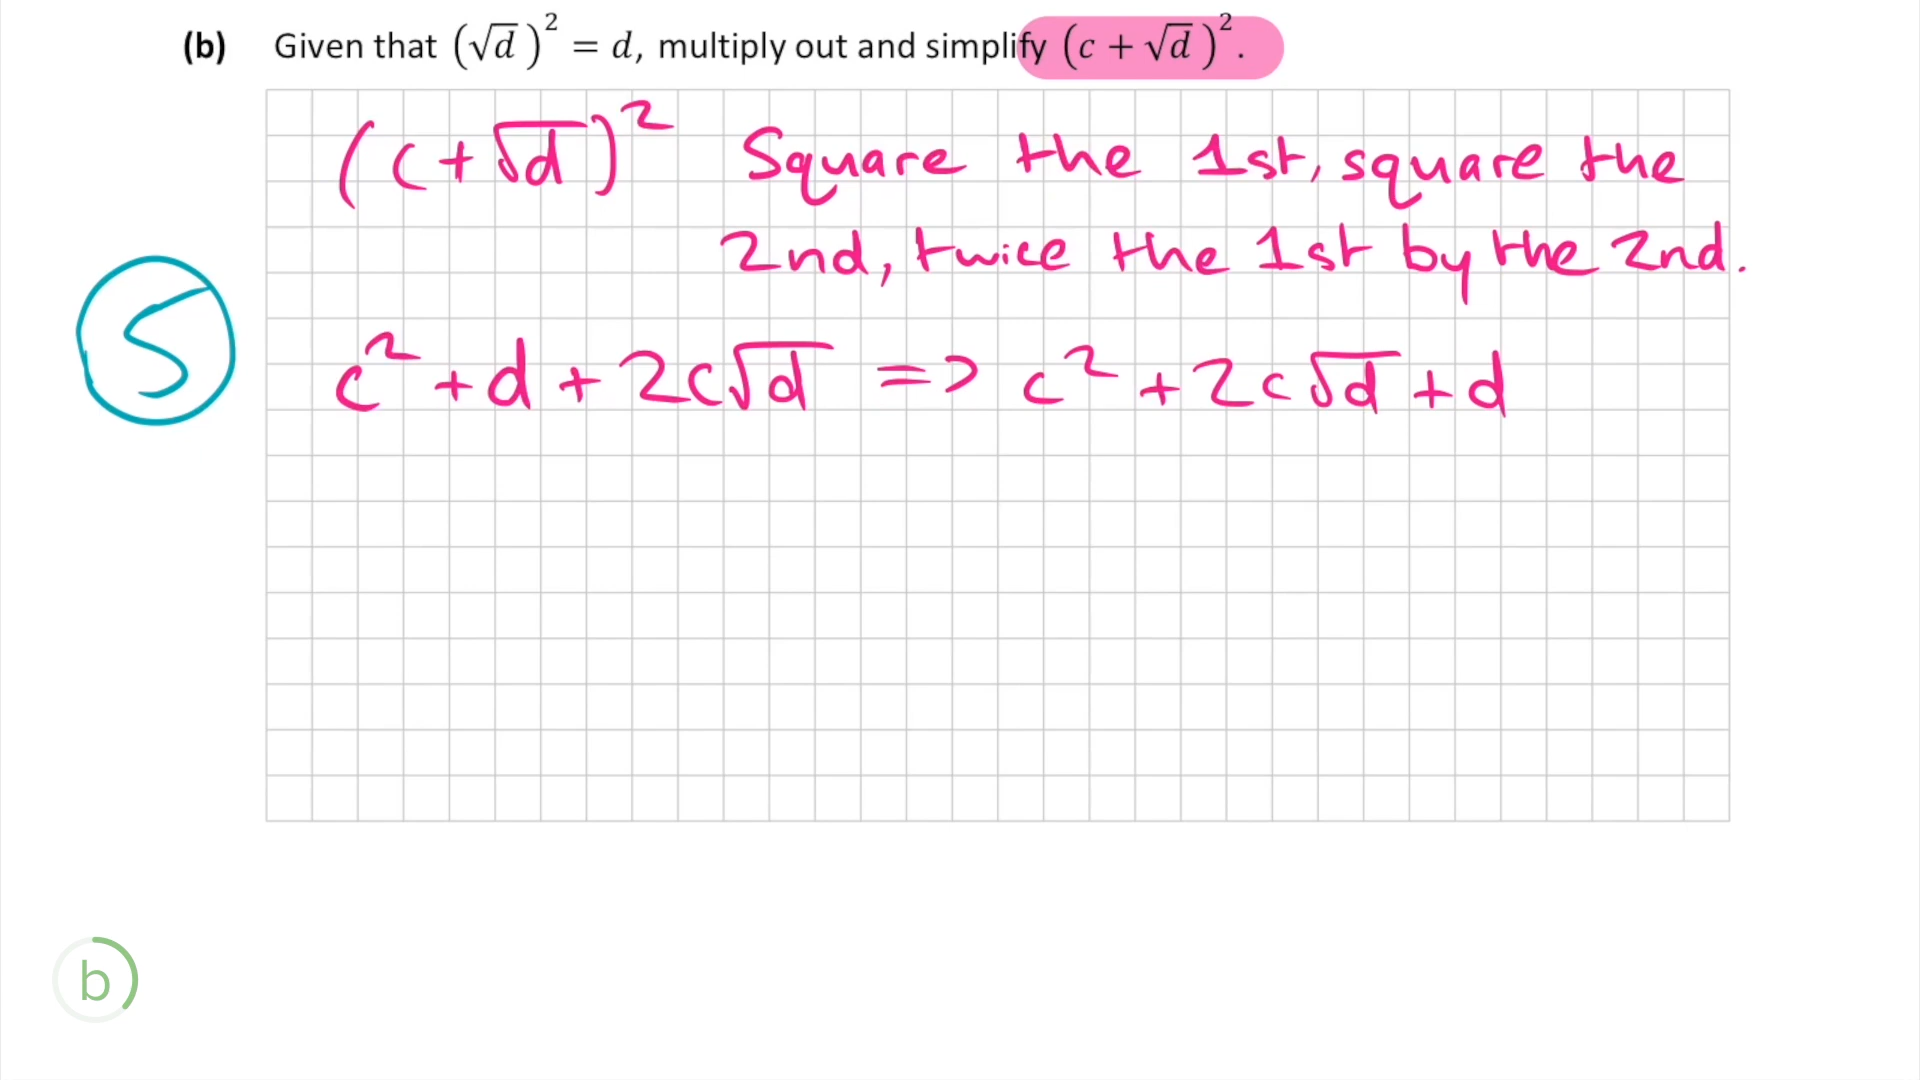 (b) Given that (√d)² = d, multiply out and simplify (c + √d)².
(c + √d)² Square the 1st, square the
2nd, twice the 1st by the 2nd.
S
c² + d + 2c√d => c² + 2c√d + d
b